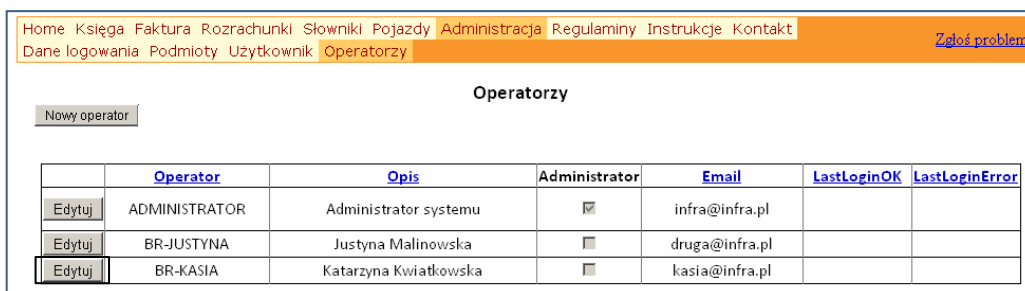 Home Księga Faktura Rozrachunki Słowniki Pojazdy Administracja Regulaminy Instrukcje Kontakt
Dane logowania Podmioty Użytkownik Operatorzy
Zgłoś problem
Operatorzy
Nowy operator
Operator Opis Administrator Email LastLoginOK LastLoginError
Edytuj ADMINISTRATOR Administrator systemu infra@infra.pl
Edytuj BR-JUSTYNA Justyna Malinowska druga@infra.pl
Edytuj BR-KASIA Katarzyna Kwiatkowska kasia@infra.pl